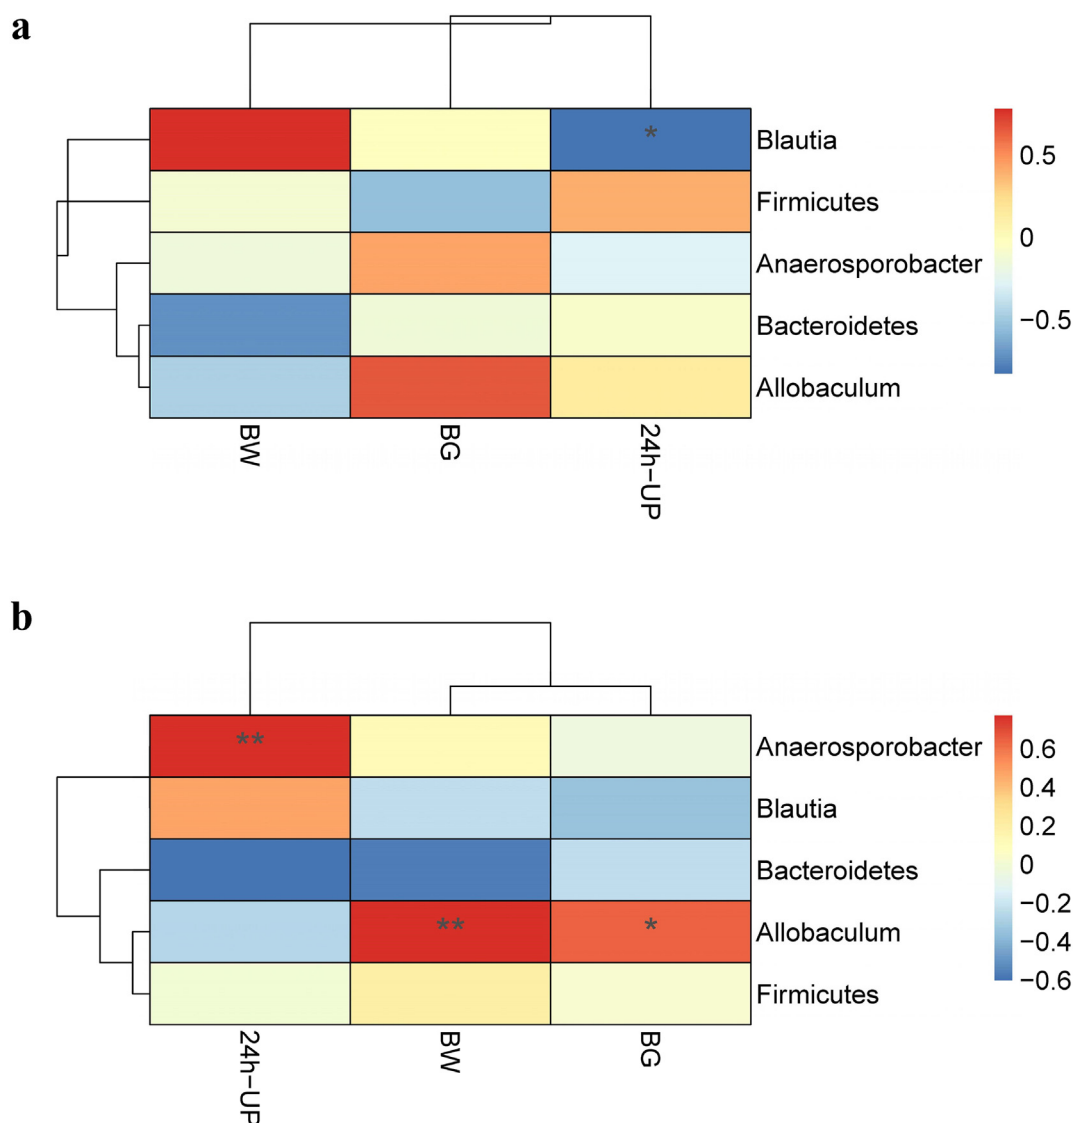 a
*
Blautia
Firmicutes
Anaerosporobacter
Bacteroidetes
Allobaculum
0.5
0
−0.5
BW
BG
24h−UP
b
**
Anaerosporobacter
Blautia
Bacteroidetes
** * Allobaculum
Firmicutes
0.6
0.4
0.2
0
−0.2
−0.4
−0.6
24h−UP
BW
BG